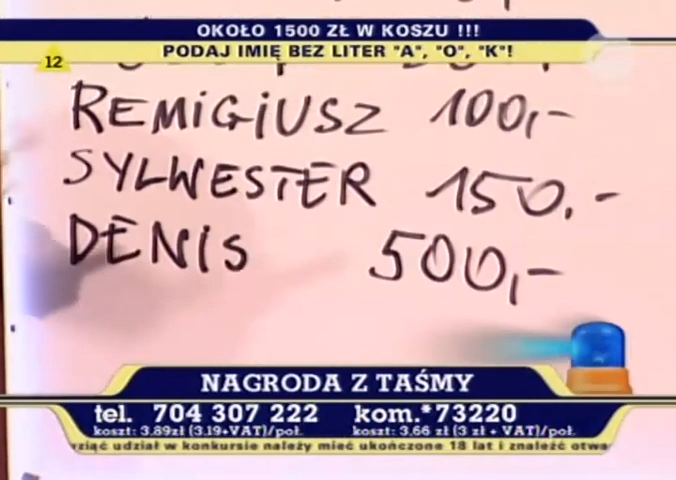 OKOŁO 1500 ZŁ W KOSZU !!!
PODAJ IMIĘ BEZ LITER "A", "O", "K"!
12
REMIGIUSZ 100,-
SYLWESTER 150.-
DENIS 500,-
NAGRODA Z TAŚMY
tel. 704 307 222 kom.*73220
koszt: 3.89zł (3.19+VAT)/poł. koszt: 3,66 zł (3 zł + VAT)/poł.
udział w konkursie należy mieć ukończone 18 lat i znaleźć